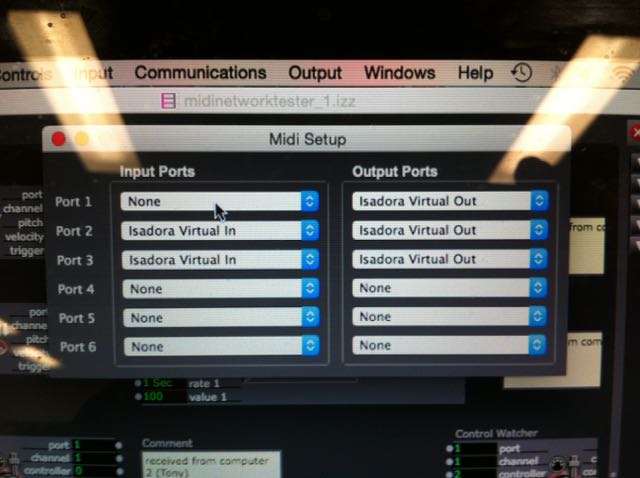 Controls Input Communications Output Windows Help
midinetworktester_1.izz
Midi Setup
Input Ports Output Ports
port
channel
pitch
velocity
trigger
Port 1 None Isadora Virtual Out
Port 2 Isadora Virtual In Isadora Virtual Out
from co
Port 3 Isadora Virtual In Isadora Virtual Out
Port 4 None None
port
Port 5 None None
channe
pitch
Port 6 None None
m com
velocity
trigger
1 Sec rate 1
100 value 1
Control Watcher
port 1 Comment 1 port
channel 1 received from computer 1 channel
controller 0 2 (Tony) 2 controller